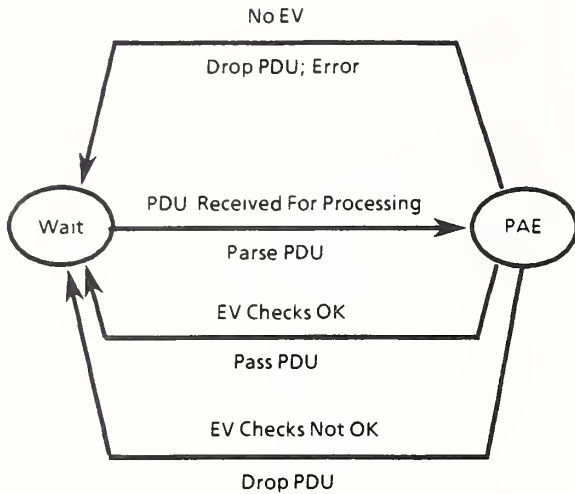 No EV
Drop PDU; Error
PDU Received For Processing
Wait
PAE
Parse PDU
EV Checks OK
Pass PDU
EV Checks Not OK
Drop PDU